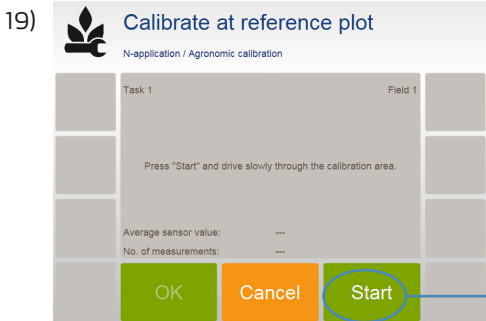 19)
Calibrate at reference plot
N-application / Agronomic calibration
Task 1 Field 1
Press "Start" and drive slowly through the calibration area.
Average sensor value: ---
No. of measurements: ---
OK Cancel Start